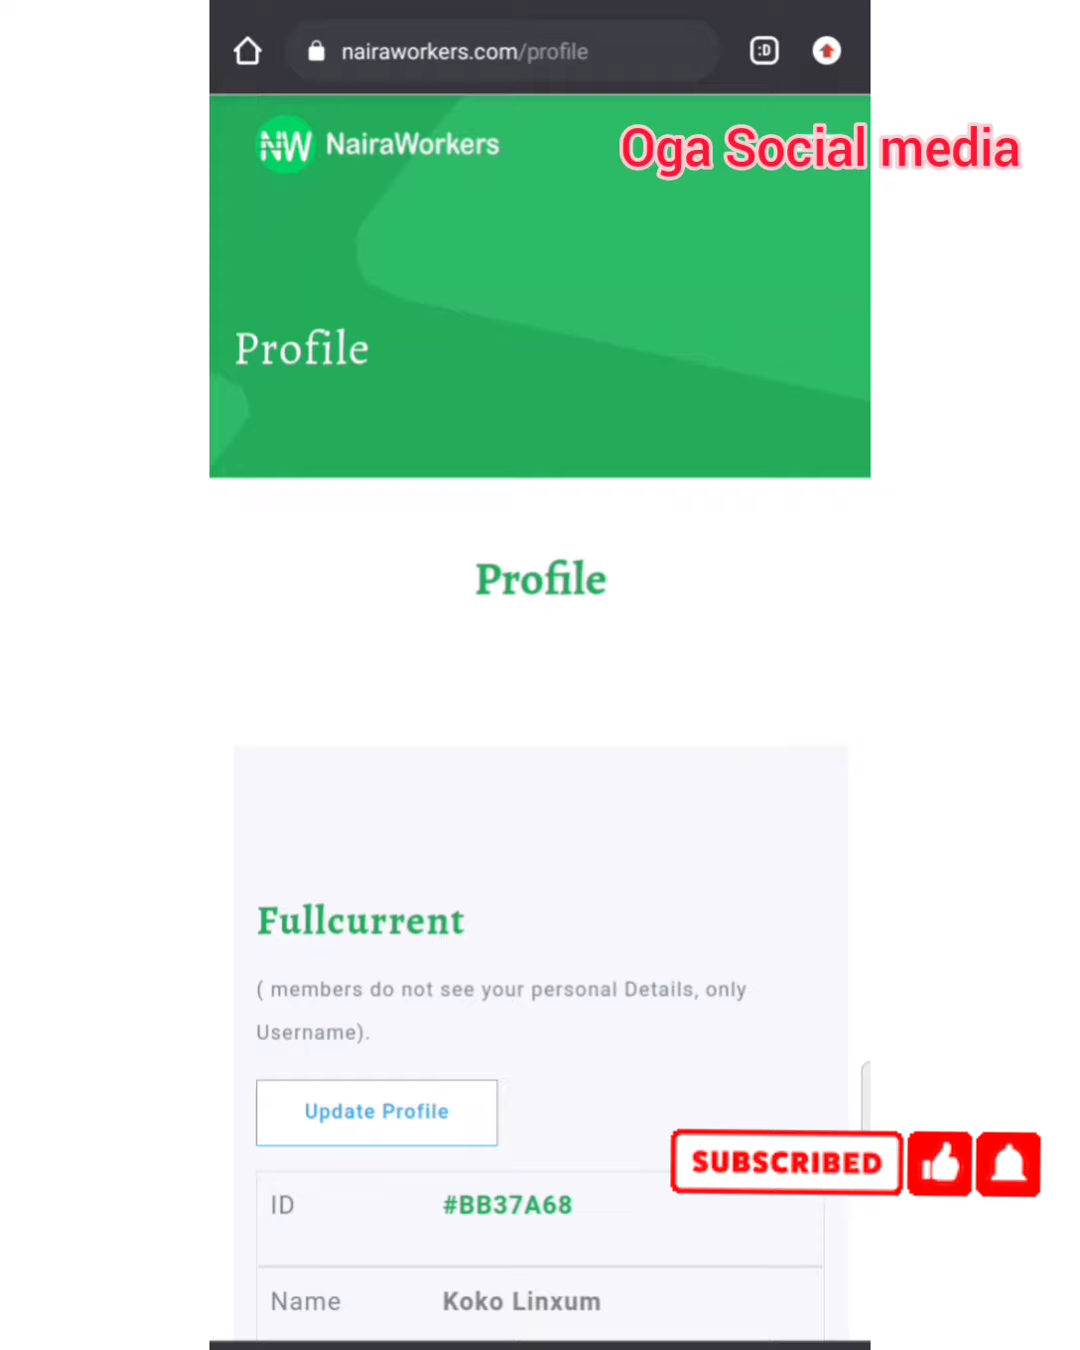 :D
nairaworkers.com/profile
NW NairaWorkers
Oga Social media
Profile
Profile
Fullcurrent
( members do not see your personal Details, only
Username).
Update Profile
SUBSCRIBED
ID #BB37A68
Name Koko Linxum